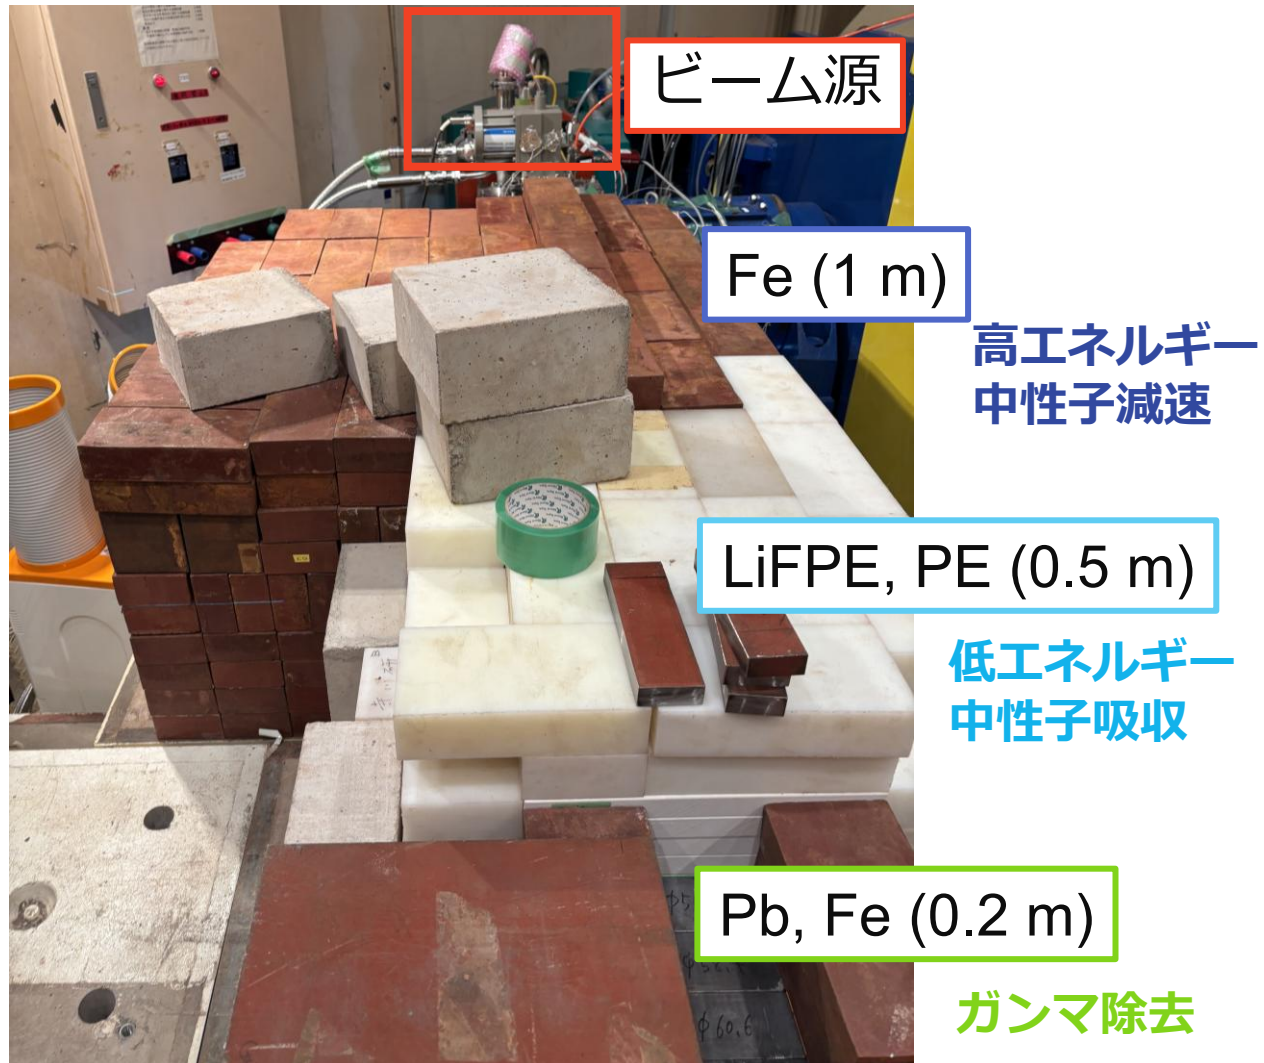 ビーム源
Fe (1 m)
高エネルギー
中性子減速
LiFPE, PE (0.5 m)
低エネルギー
中性子吸収
Pb, Fe (0.2 m)
φ60.6
ガンマ除去